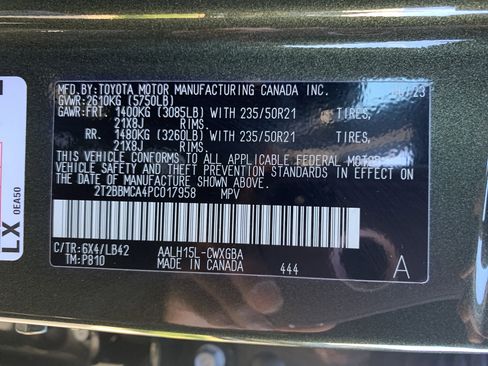 MFD.BY:TOYOTA MOTOR MANUFACTURING CANADA INC.
GVWR:2610KG (5750LB)
GAWR:FRT. 1400KG (3085LB) WITH 235/50R21 TIRES,
21X8J RIMS.
RR. 1480KG (3260LB) WITH 235/50R21 TIRES,
21X8J RIMS.
THIS VEHICLE CONFORMS TO ALL APPLICABLE FEDERAL MOTOR
VEHICLE SAFETY AND THEFT PREVENTION STANDARDS IN EFFECT ON
THE DATE OF MANUFACTURE SHOWN ABOVE.
2T2BBMCA4PC017958 MPV
C/TR:6X4/LB42 AALH15L-CWXGBA
TM:P810 MADE IN CANADA 444 A
LX 0EA50